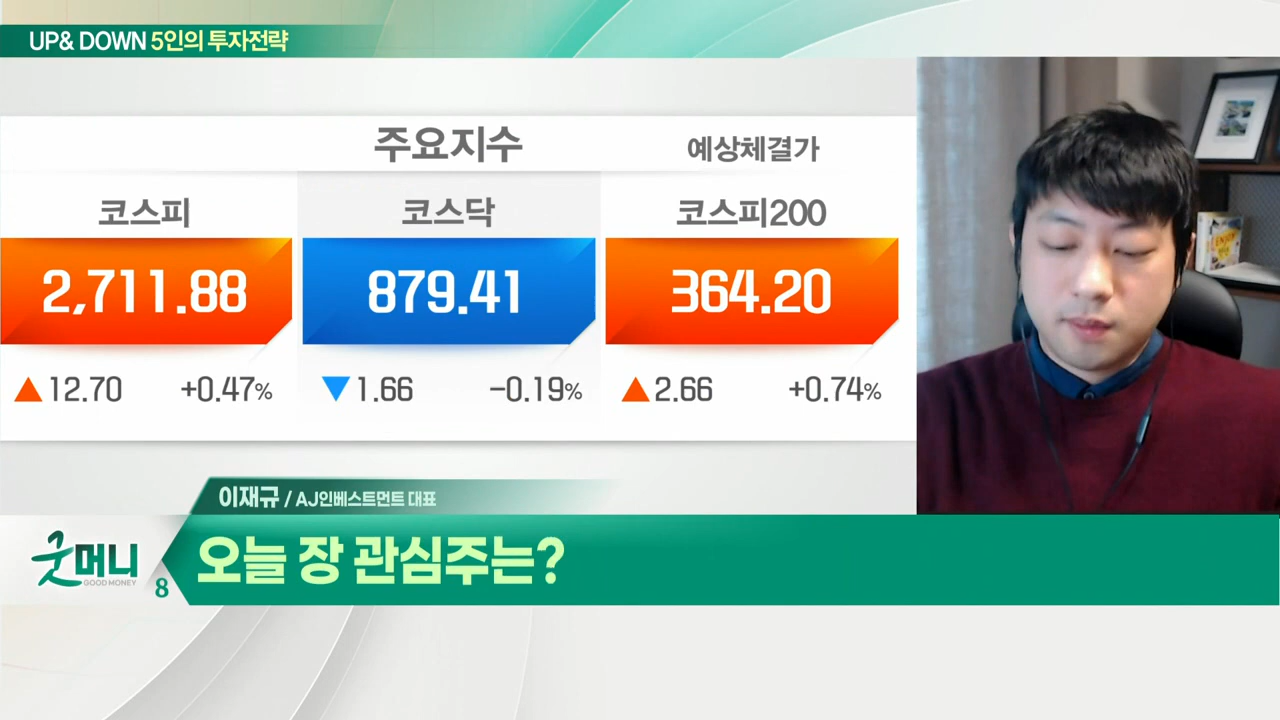 UP& DOWN 5인의 투자전략
주요지수
예상체결가
코스피
코스닥
코스피200
2,711.88
879.41
364.20
▲12.70 +0.47%
▼1.66 -0.19%
▲2.66 +0.74%
이재규 / AJ인베스트먼트 대표
굿머니
GOOD MONEY
8
오늘 장 관심주는?
ENJOY